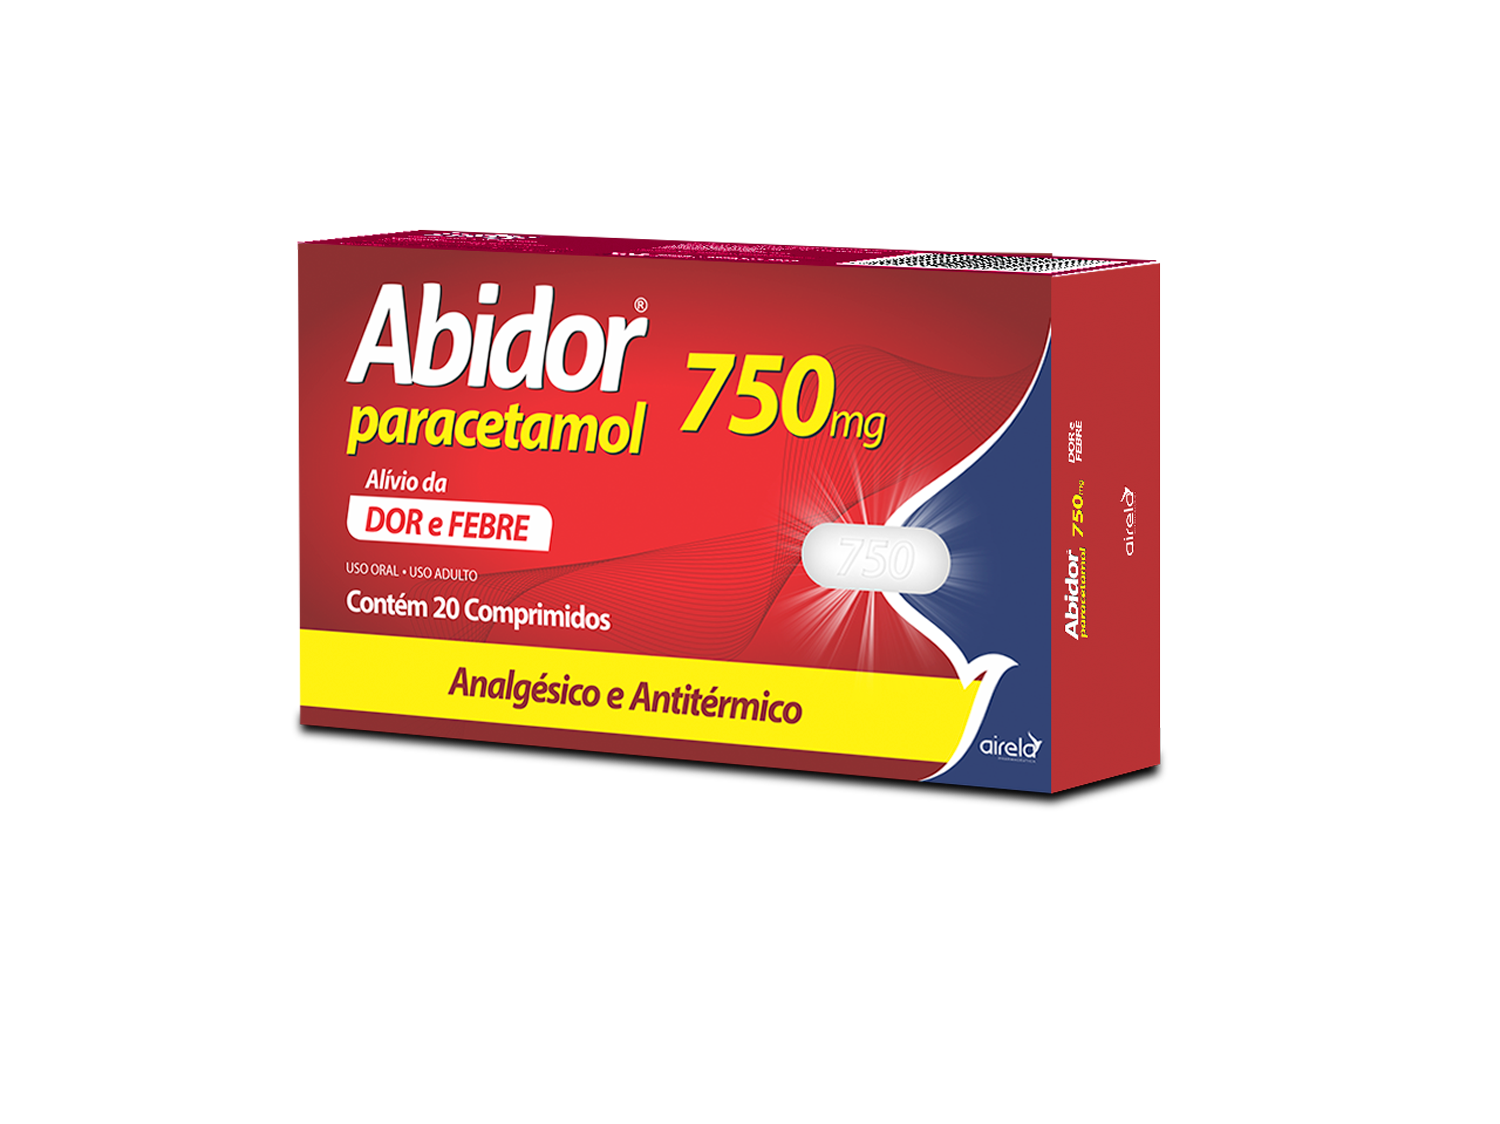 Abidor®
paracetamol
750mg
Alívio da
DOR e FEBRE
USO ORAL • USO ADULTO
Contém 20 Comprimidos
750
Analgésico e Antitérmico
airela
Abidor
paracetamol 750mg
DOR e
FEBRE
airela